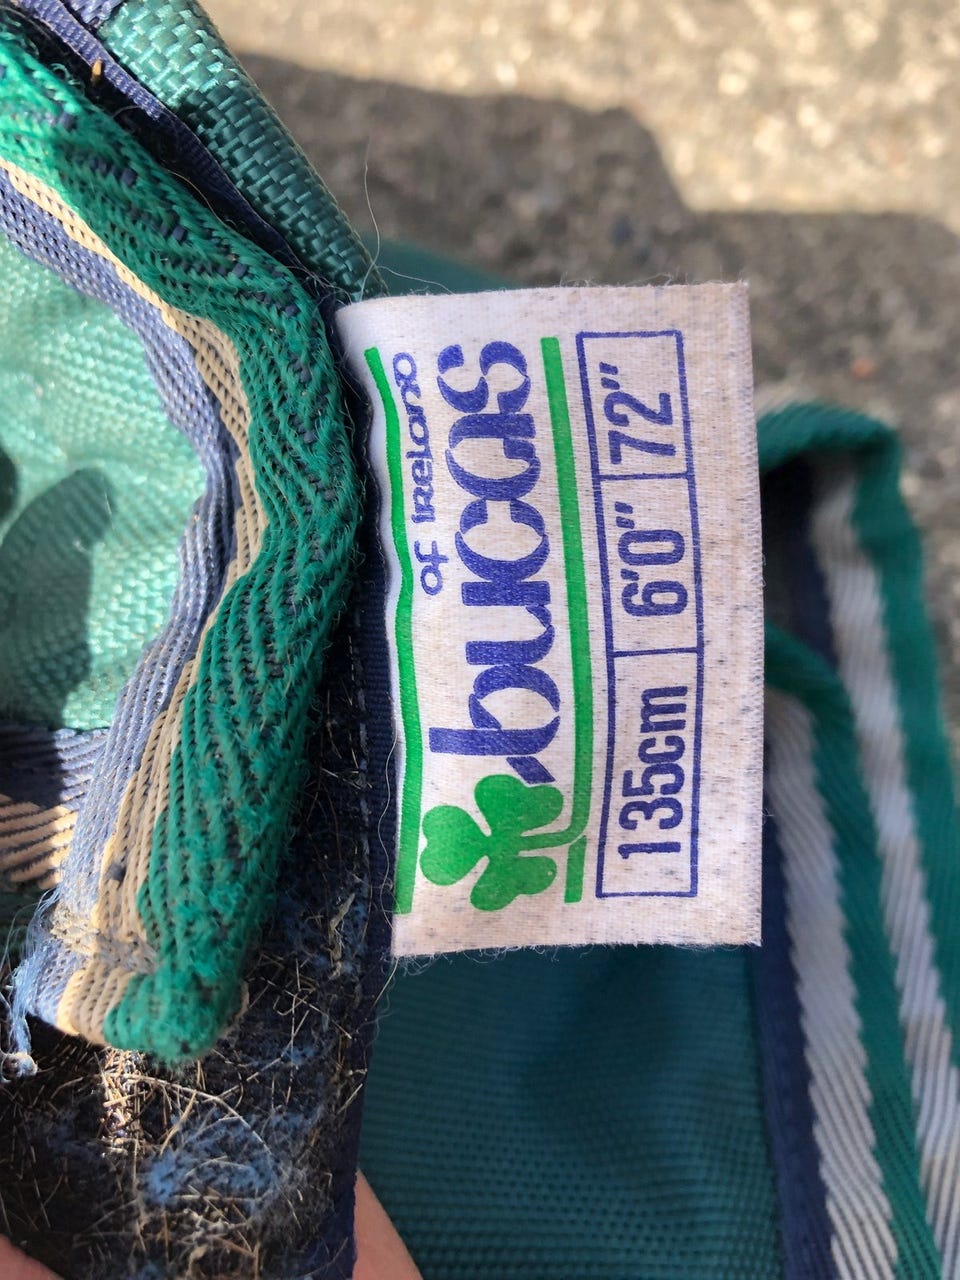 of IRELAND
bucas
135cm 6'0" 72"